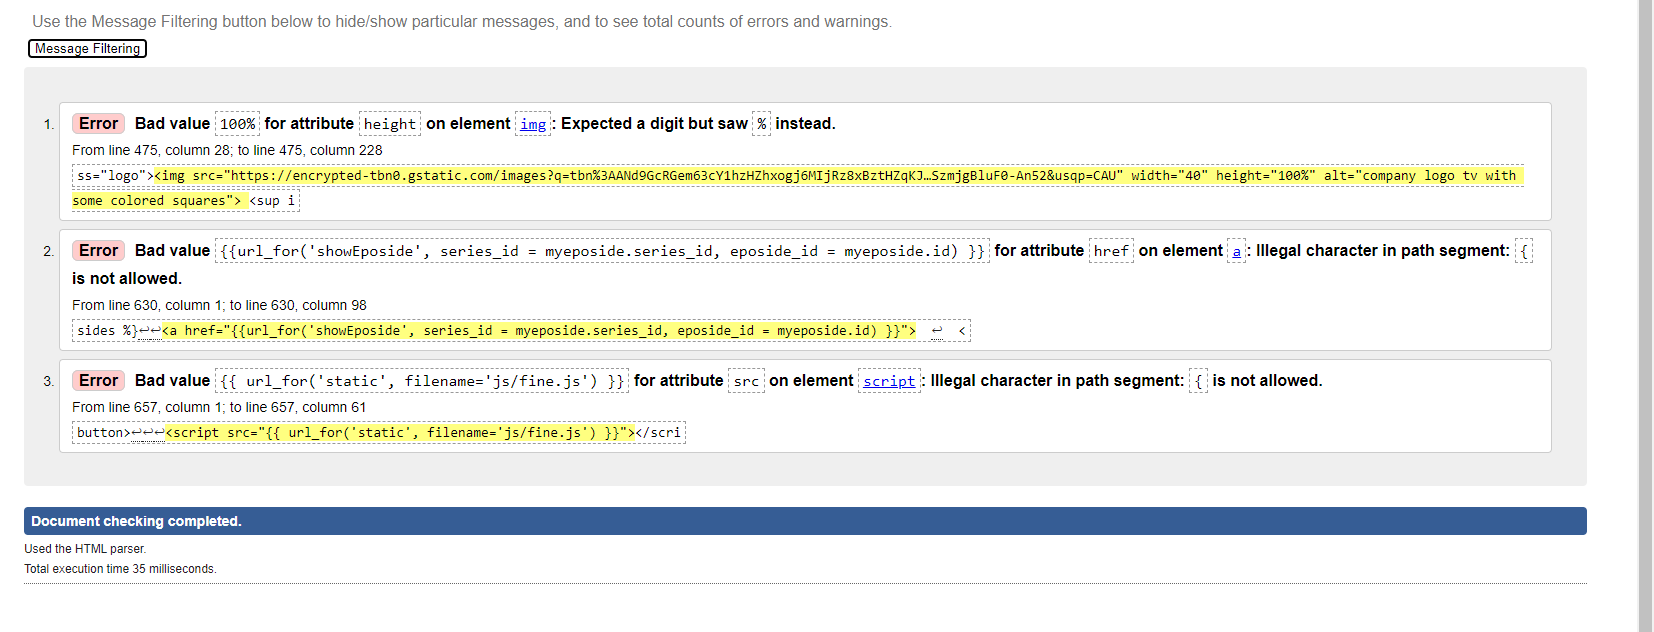 Use the Message Filtering button below to hide/show particular messages, and to see total counts of errors and warnings.
Message Filtering
1. Error Bad value 100% for attribute height on element img: Expected a digit but saw % instead.
From line 475, column 28; to line 475, column 228
ss="logo"><img src="https://encrypted-tbn0.gstatic.com/images?q=tbn%3AANd9GcRGem63cY1hzHZhxogj6MIjRz8xBztHZqKJ…SzmjgBluF0-An52&usqp=CAU" width="40" height="100%" alt="company logo tv with
some colored squares"> <sup i
2. Error Bad value {{url_for('showEposide', series_id = myeposide.series_id, eposide_id = myeposide.id) }} for attribute href on element a: Illegal character in path segment: {
is not allowed.
From line 630, column 1; to line 630, column 98
sides %}↩↩<a href="{{url_for('showEposide', series_id = myeposide.series_id, eposide_id = myeposide.id) }}"> ↩ <
3. Error Bad value {{ url_for('static', filename='js/fine.js') }} for attribute src on element script: Illegal character in path segment: { is not allowed.
From line 657, column 1; to line 657, column 61
button>↩↩↩<script src="{{ url_for('static', filename='js/fine.js') }}"></scri
Document checking completed.
Used the HTML parser.
Total execution time 35 milliseconds.